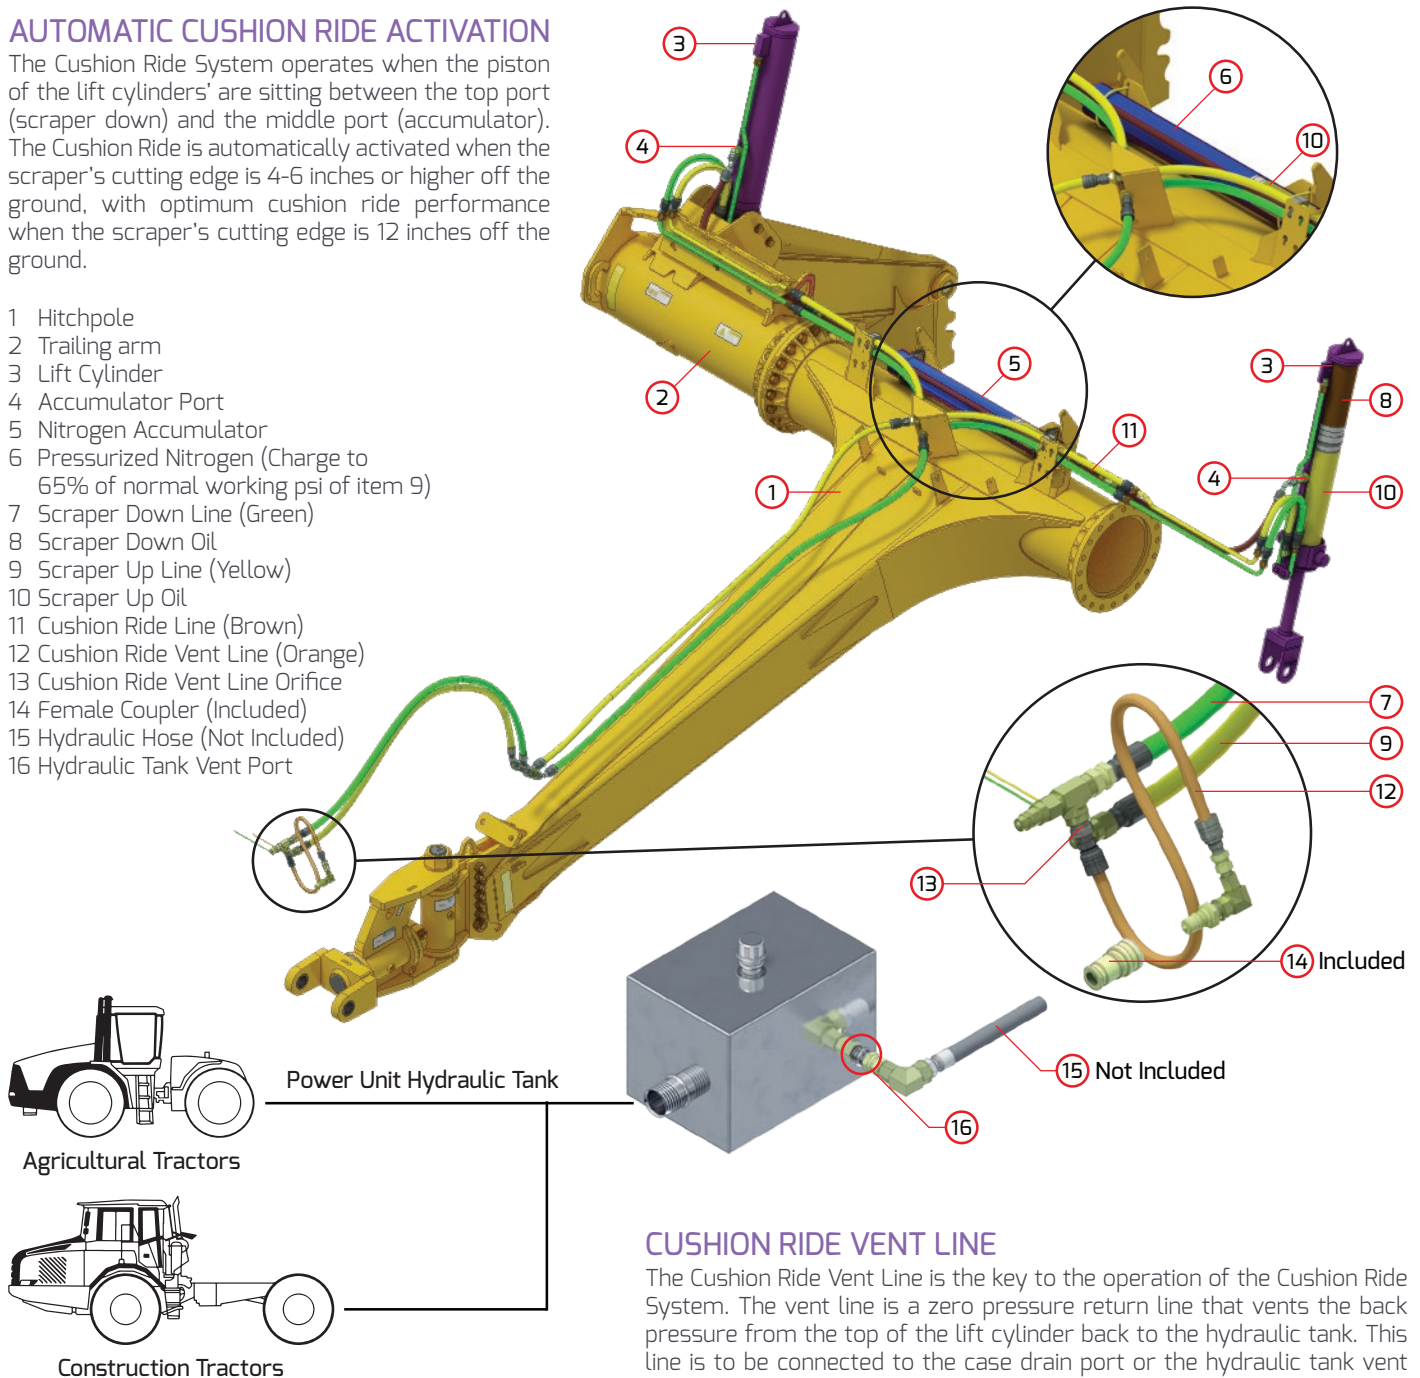 AUTOMATIC CUSHION RIDE ACTIVATION
The Cushion Ride System operates when the piston
of the lift cylinders’ are sitting between the top port
(scraper down) and the middle port (accumulator).
The Cushion Ride is automatically activated when the
scraper’s cutting edge is 4-6 inches or higher off the
ground, with optimum cushion ride performance
when the scraper’s cutting edge is 12 inches off the
ground.
1 Hitchpole
2 Trailing arm
3 Lift Cylinder
4 Accumulator Port
5 Nitrogen Accumulator
6 Pressurized Nitrogen (Charge to
65% of normal working psi of item 9)
7 Scraper Down Line (Green)
8 Scraper Down Oil
9 Scraper Up Line (Yellow)
10 Scraper Up Oil
11 Cushion Ride Line (Brown)
12 Cushion Ride Vent Line (Orange)
13 Cushion Ride Vent Line Orifice
14 Female Coupler (Included)
15 Hydraulic Hose (Not Included)
16 Hydraulic Tank Vent Port
3
6
4
10
5
3
2
8
11
4
1
10
7
9
12
13
14 Included
15 Not Included
16
Power Unit Hydraulic Tank
Agricultural Tractors
Construction Tractors
CUSHION RIDE VENT LINE
The Cushion Ride Vent Line is the key to the operation of the Cushion Ride
System. The vent line is a zero pressure return line that vents the back
pressure from the top of the lift cylinder back to the hydraulic tank. This
line is to be connected to the case drain port or the hydraulic tank vent